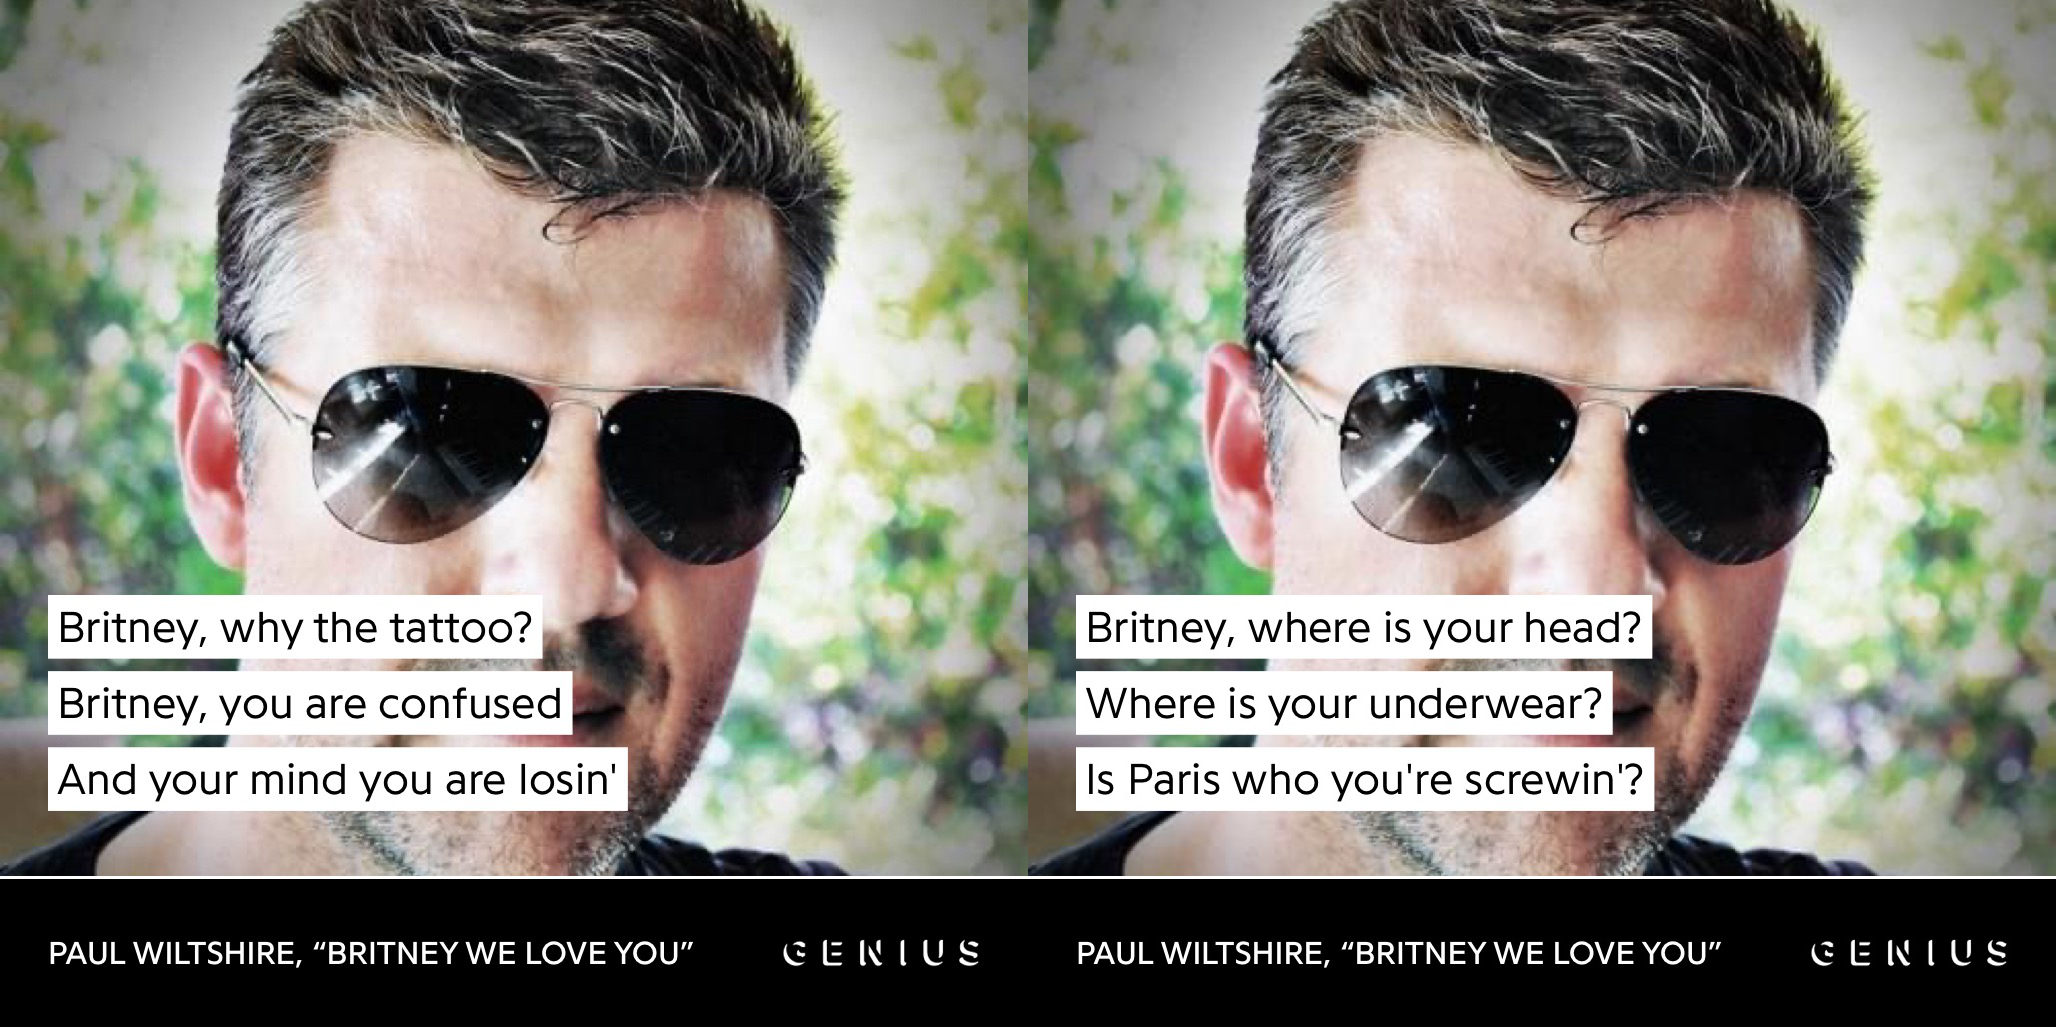 Britney, why the tattoo?
Britney, you are confused
And your mind you are losin'
PAUL WILTSHIRE, “BRITNEY WE LOVE YOU”
GENIUS
Britney, where is your head?
Where is your underwear?
Is Paris who you're screwin'?
PAUL WILTSHIRE, “BRITNEY WE LOVE YOU”
GENIUS